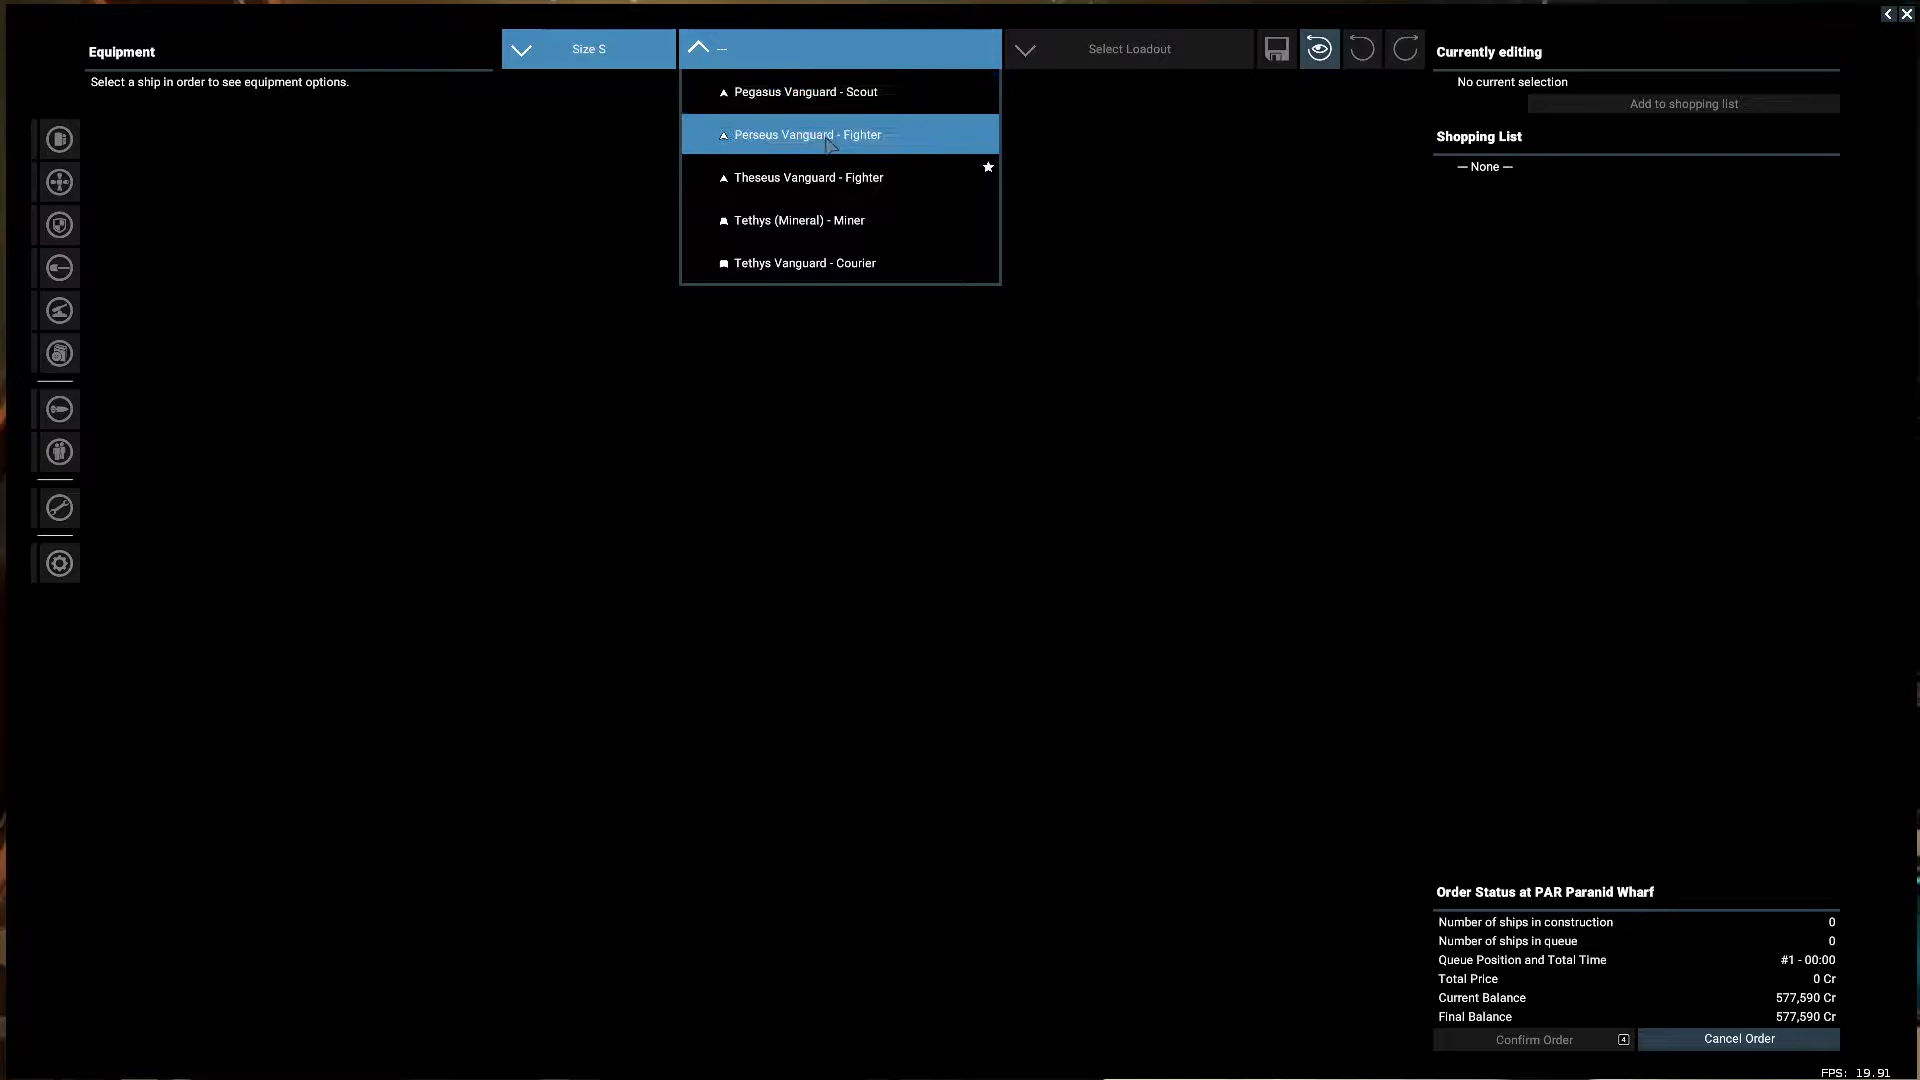 Equipment
Select a ship in order to see equipment options.
Size S
---
Select Loadout
Pegasus Vanguard - Scout
Perseus Vanguard - Fighter
Theseus Vanguard - Fighter
Tethys (Mineral) - Miner
Tethys Vanguard - Courier
Currently editing
No current selection
Add to shopping list
Shopping List
— None —
Order Status at PAR Paranid Wharf
Number of ships in construction 0
Number of ships in queue 0
Queue Position and Total Time #1 - 00:00
Total Price 0 Cr
Current Balance 577,590 Cr
Final Balance 577,590 Cr
Confirm Order 4
Cancel Order
FPS: 19.91